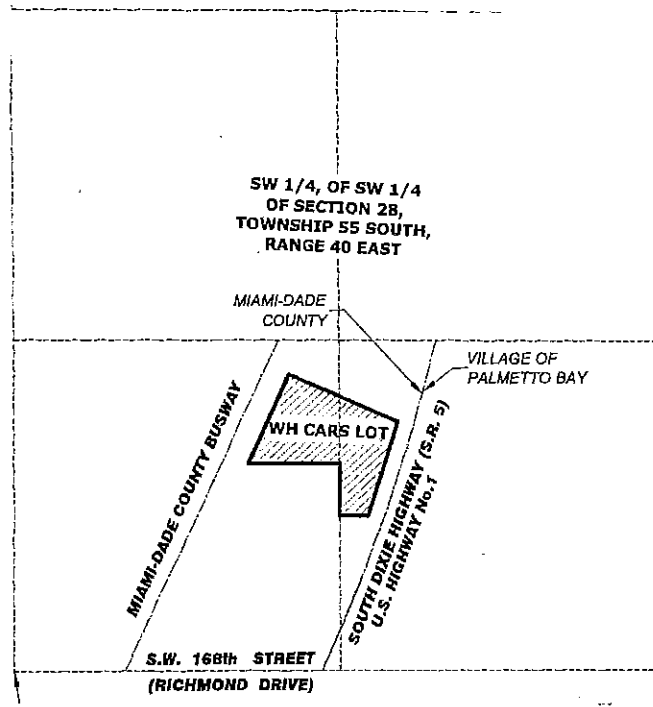 SW 1/4, OF SW 1/4
OF SECTION 28,
TOWNSHIP 55 SOUTH,
RANGE 40 EAST
MIAMI-DADE
COUNTY
VILLAGE OF
PALMETTO BAY
MIAMI-DADE COUNTY BUSWAY
WH CARS LOT
SOUTH DIXIE HIGHWAY (S.R. 5)
U.S. HIGHWAY No.1
S.W. 168th STREET
(RICHMOND DRIVE)